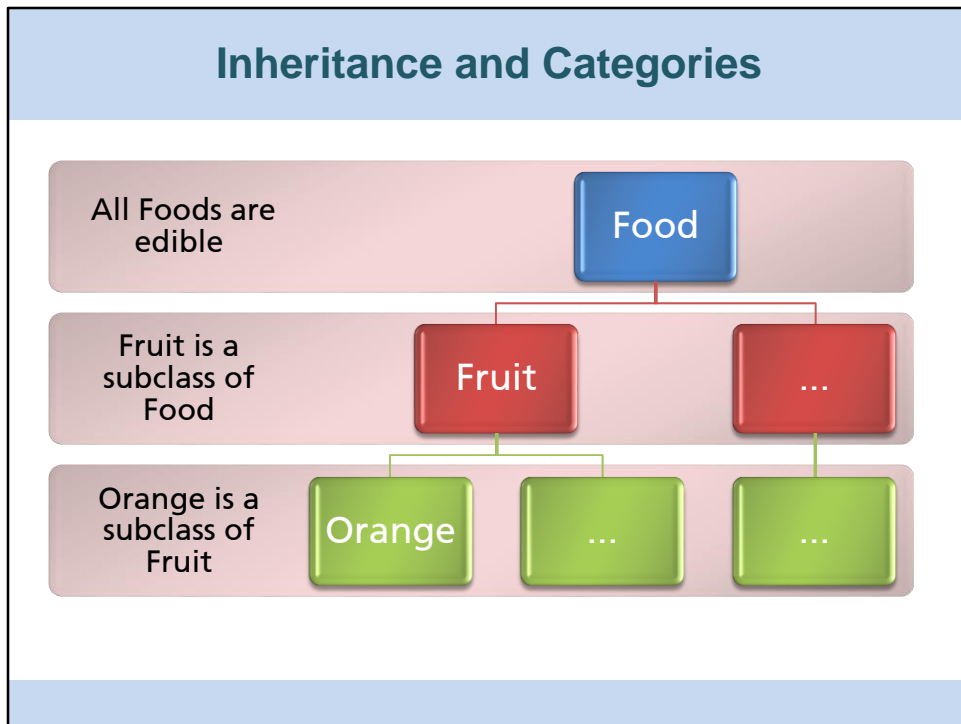 Inheritance and Categories
All Foods are
edible
Food
Fruit is a
subclass of
Food
Fruit
...
Orange is a
subclass of
Fruit
Orange
...
...